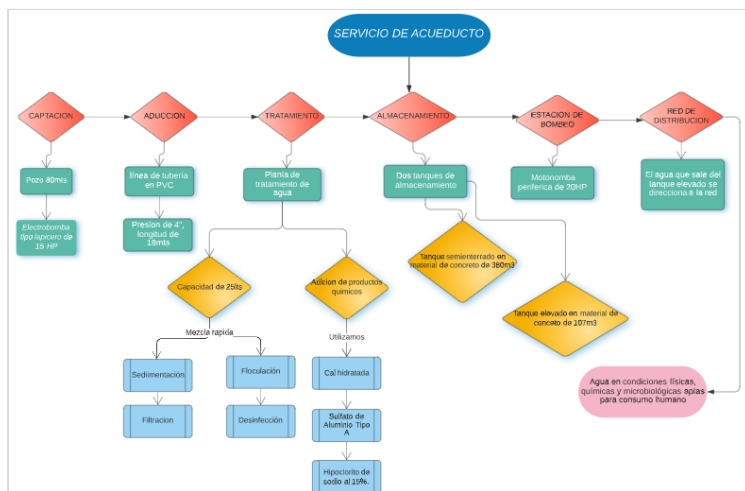 SERVICIO DE ACUEDUCTO
CAPTACION
ADUCCIÓN
TRATAMIENTO
ALMACENAMIENTO
ESTACION DE
BOMBEO
RED DE
DISTRIBUCION
Pozo 80mts
línea de tubería
en PVC
Planta de
tratamiento de
agua
Dos tanques de
almacenamiento
Motonomba
periferica de 20HP
El agua que sale del
tanque elevado se
direcciona a la red
Electrobomba
tipo lapicero de
15 HP
Presion de 4",
longitud de
18mts
Capacidad de 25lts
Adicion de productos
quimicos
Tanque semienterrado en
material de concreto de 380m3
Tanque elevado en material de
concreto de 107m3
Mezcla rapida
Utilizamos
Sedimentación
Floculación
Cal hidratada
Filtracion
Desinfección
Sulfato de
Aluminio Tipo
A
Hipoclorito de
sodio al 15%.
Agua en condiciones físicas,
químicas y microbiológicas aptas
para consumo humano